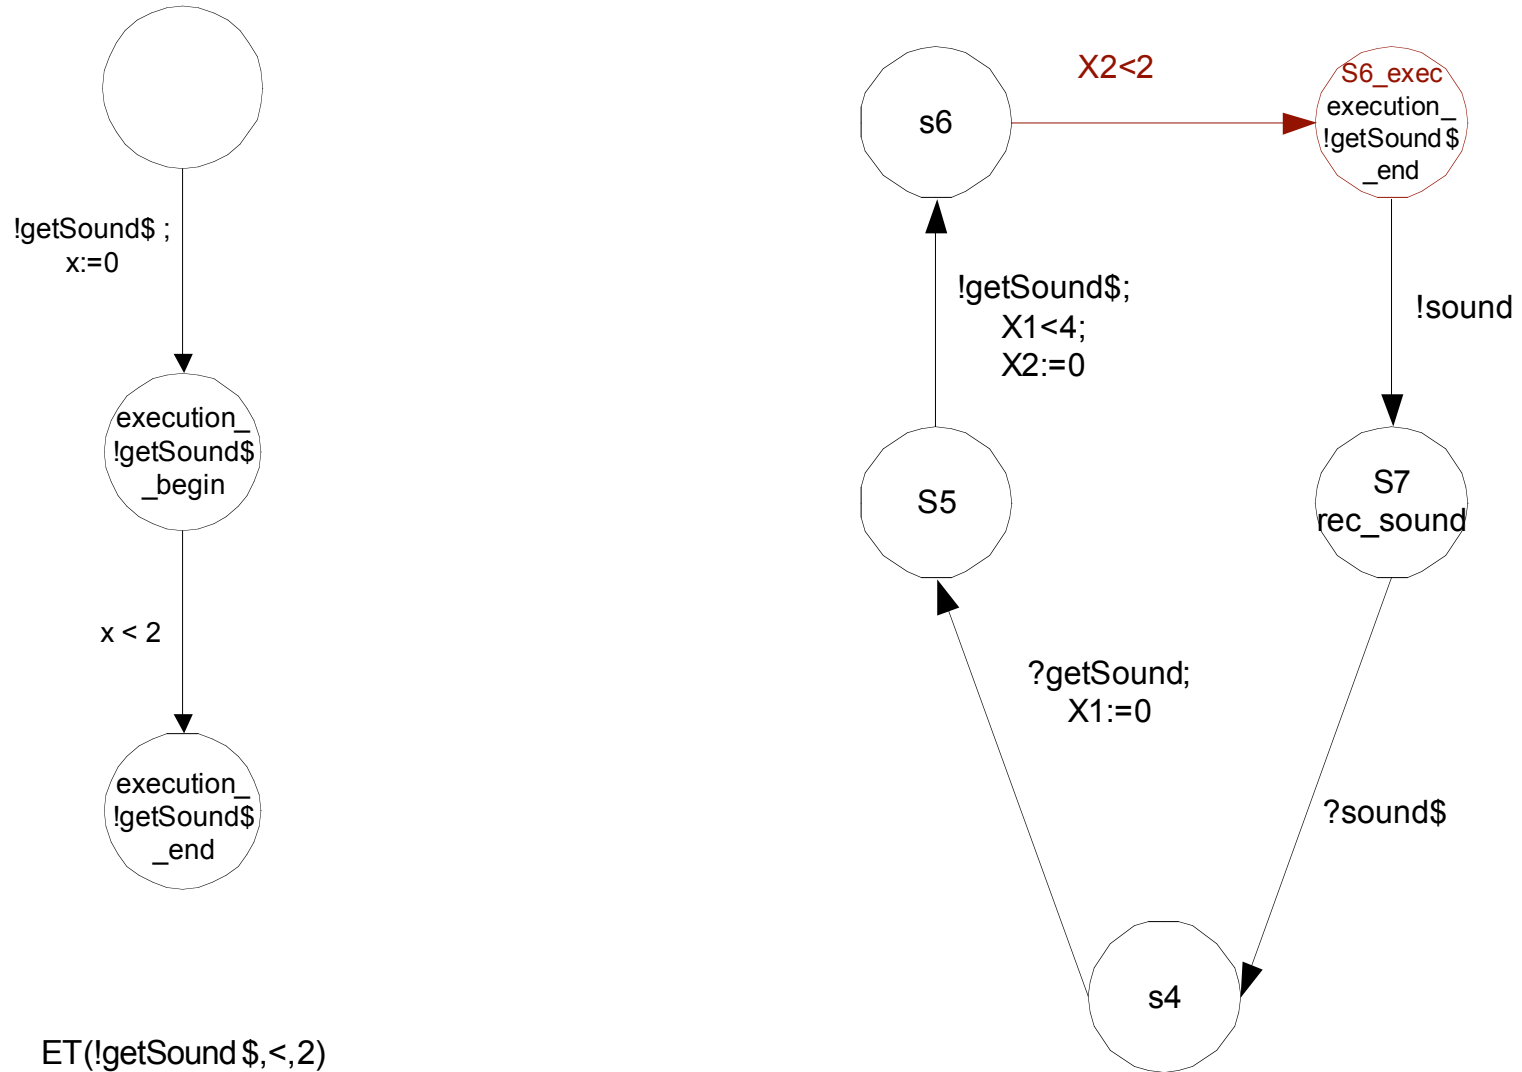 !getSound$ ;
x:=0
execution_
!getSound$
_begin
x < 2
execution_
!getSound$
_end
ET(!getSound$,<,2)
s6
X2<2
S6_exec
execution_
!getSound$
_end
!getSound$;
X1<4;
X2:=0
!sound
S5
S7
rec_sound
?getSound;
X1:=0
?sound$
s4